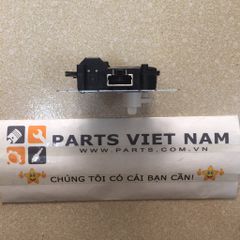 PARTS VIET NAM
WWW.PARTS.COM.VN
CHÚNG TÔI CÓ CÁI BẠN CẦN!